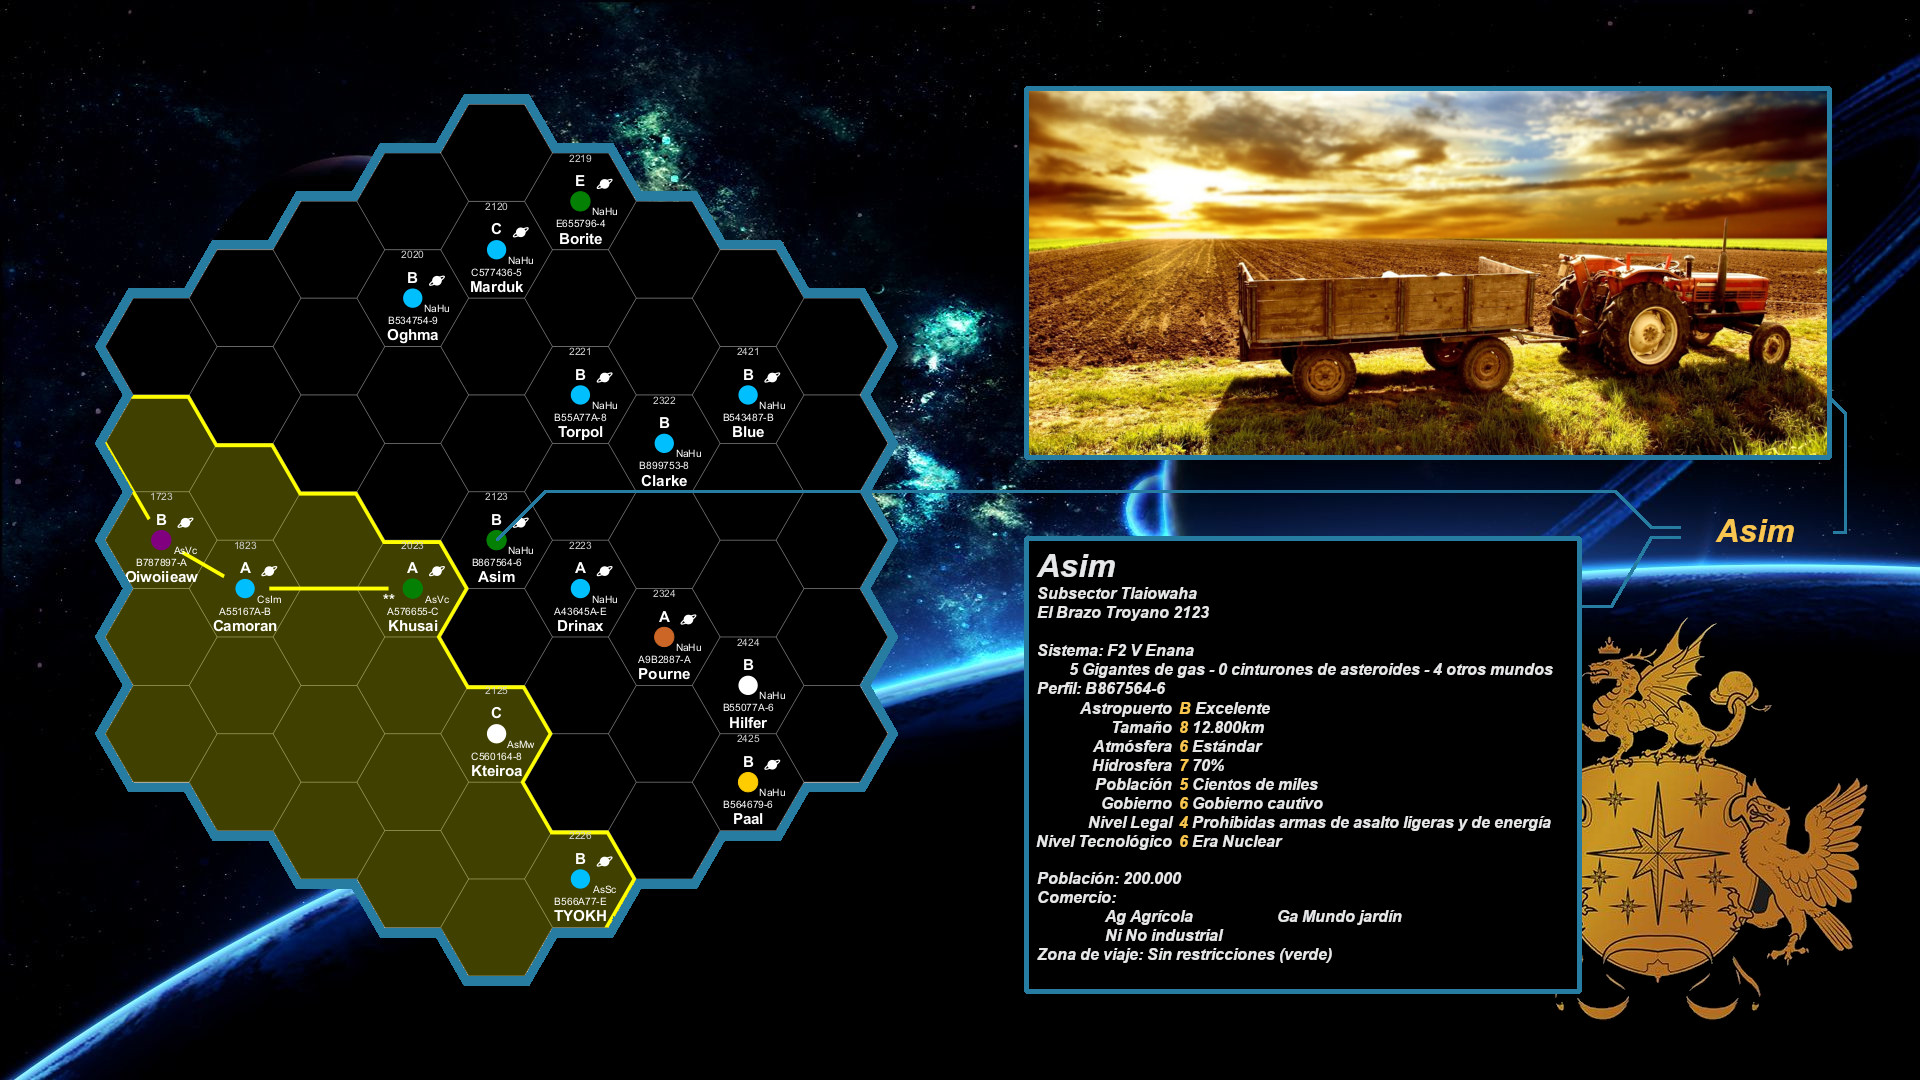 2219
E
NaHu
E655796-4
Borite
2120
C
NaHu
C577436-5
Marduk
2020
B
NaHu
B534754-9
Oghma
2221
B
NaHu
B55A77A-8
Torpol
2421
B
NaHu
B543487-B
Blue
2322
B
NaHu
B899753-8
Clarke
1723
B
AsVc
B787897-A
Oiwoiieaw
2123
B
NaHu
B867564-6
Asim
1823
A
CsIm
A55167A-B
Camoran
2023
A
**
AsVc
A576655-C
Khusai
2223
A
NaHu
A43645A-E
Drinax
2324
A
NaHu
A9B2887-A
Pourne
2424
B
NaHu
B55077A-6
Hilfer
2125
C
AsMw
C560164-8
Kteiroa
2425
B
NaHu
B564679-6
Paal
2226
B
AsSc
B566A77-E
TYOKH
Asim
Asim
Subsector Tlaiowaha
El Brazo Troyano 2123
Sistema: F2 V Enana
5 Gigantes de gas - 0 cinturones de asteroides - 4 otros mundos
Perfil: B867564-6
Astropuerto B Excelente
Tamaño 8 12.800km
Atmósfera 6 Estándar
Hidrosfera 7 70%
Población 5 Cientos de miles
Gobierno 6 Gobierno cautivo
Nivel Legal 4 Prohibidas armas de asalto ligeras y de energía
Nivel Tecnológico 6 Era Nuclear
Población: 200.000
Comercio:
Ag Agrícola Ga Mundo jardín
Ni No industrial
Zona de viaje: Sin restricciones (verde)